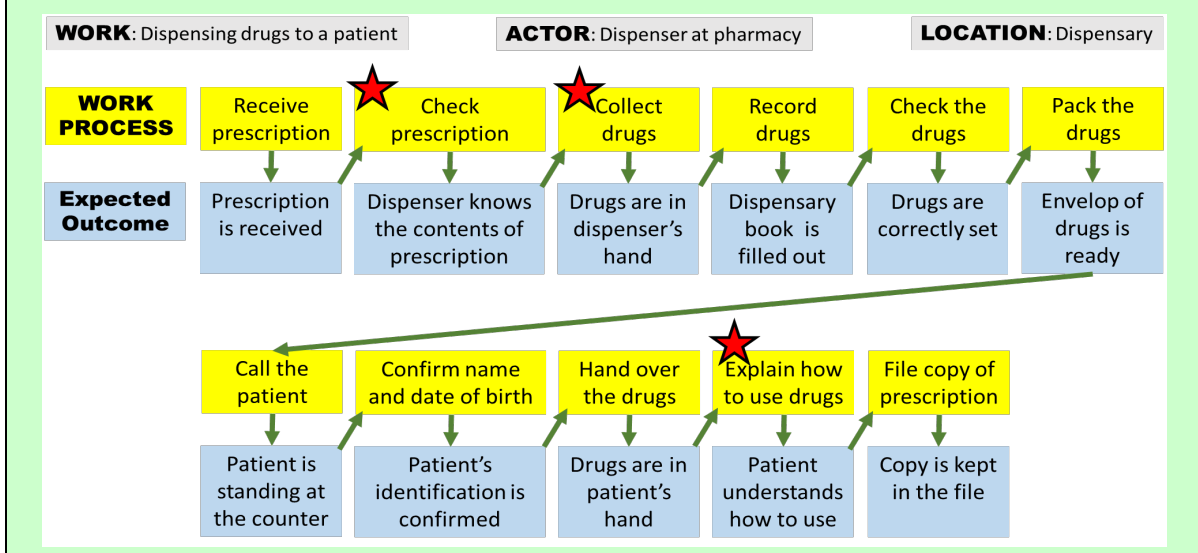 WORK: Dispensing drugs to a patient
ACTOR: Dispenser at pharmacy
LOCATION: Dispensary
WORK
PROCESS
Receive
prescription
Check
prescription
Collect
drugs
Record
drugs
Check the
drugs
Pack the
drugs
Expected
Outcome
Prescription
is received
Dispenser knows
the contents of
prescription
Drugs are in
dispenser's
hand
Dispensary
book is
filled out
Drugs are
correctly set
Envelop of
drugs is
ready
Call the
patient
Confirm name
and date of birth
Hand over
the drugs
Explain how
to use drugs
File copy of
prescription
Patient is
standing at
the counter
Patient's
identification is
confirmed
Drugs are in
patient's
hand
Patient
understands
how to use
Copy is kept
in the file